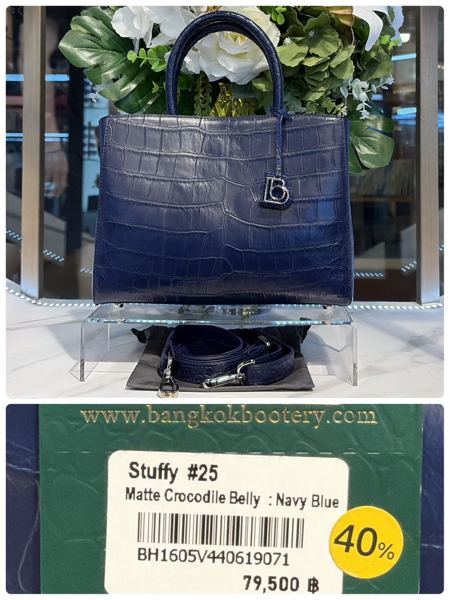 B
www.bangkokbootery.com
Stuffy #25
Matte Crocodile Belly : Navy Blue
BH1605V440619071
79,500 ฿
40%